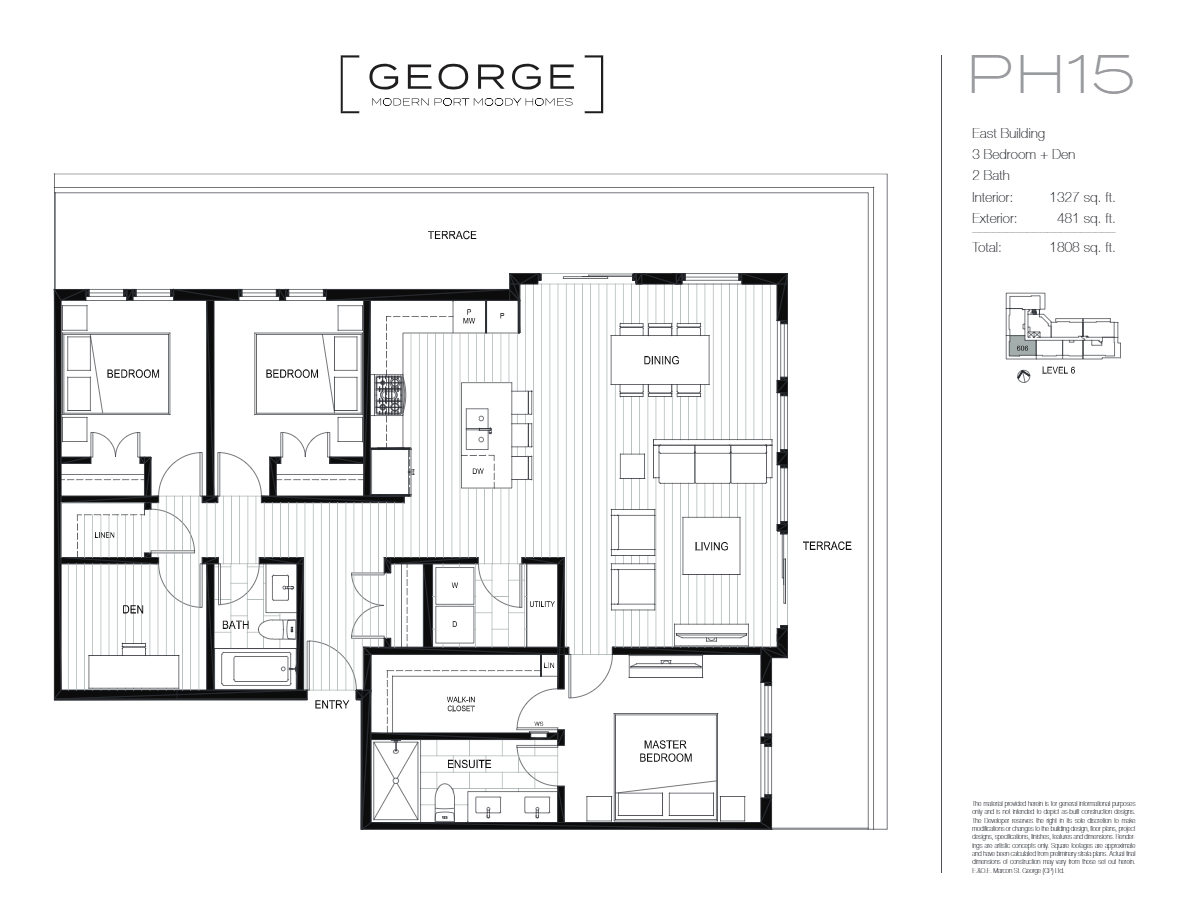 GEORGE
MODERN PORT MOODY HOMES
PH15
East Building
3 Bedroom + Den
2 Bath
Interior: 1327 sq. ft.
Exterior: 481 sq. ft.
Total: 1808 sq. ft.
606
LEVEL 6
TERRACE
P
MW
P
DINING
BEDROOM
BEDROOM
DW
LINEN
LIVING
TERRACE
W
DEN
UTILITY
BATH
D
LIN
ENTRY
WALK-IN
CLOSET
WS
MASTER
BEDROOM
ENSUITE
The material provided herein is for general informational purposes
only and is not intended to depict as-built construction designs.
The Developer reserves the right in its sole discretion to make
modifications or changes to the building design, floor plans, project
designs, specifications, finishes, features and dimensions. Render-
ings are artistic concepts only. Square footages are approximate
and have been calculated from preliminary strata plans. Actual final
dimensions of construction may vary from those set out herein.
E.&O.E. Marcon St. George (GP) Ltd.